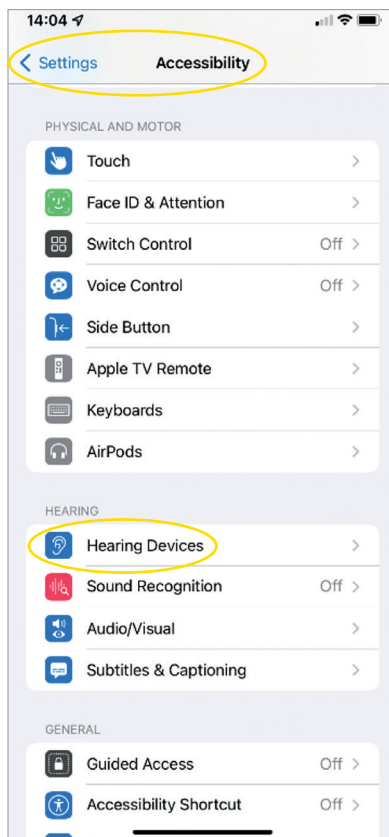 14:04
Settings
Accessibility
PHYSICAL AND MOTOR
Touch
Face ID & Attention
Switch Control Off
Voice Control Off
Side Button
Apple TV Remote
Keyboards
AirPods
HEARING
Hearing Devices
Sound Recognition Off
Audio/Visual
Subtitles & Captioning
GENERAL
Guided Access Off
Accessibility Shortcut Off